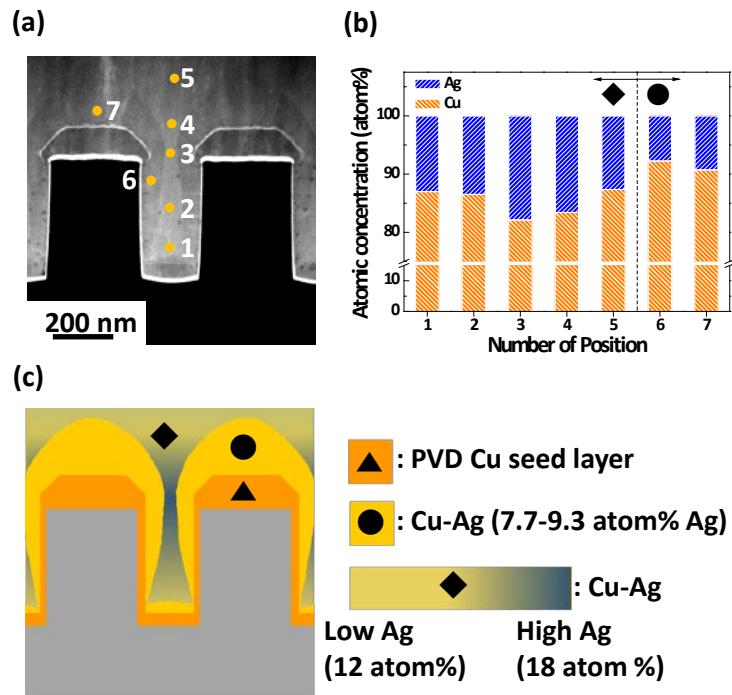 (a)
5
7
4
3
6
2
1
200 nm
(b)
Ag
Cu
Atomic concentration (atom%)
100
90
80
10
0
1 2 3 4 5 6 7
Number of Position
(c)
: PVD Cu seed layer
: Cu-Ag (7.7-9.3 atom% Ag)
: Cu-Ag
Low Ag
(12 atom%)
High Ag
(18 atom %)